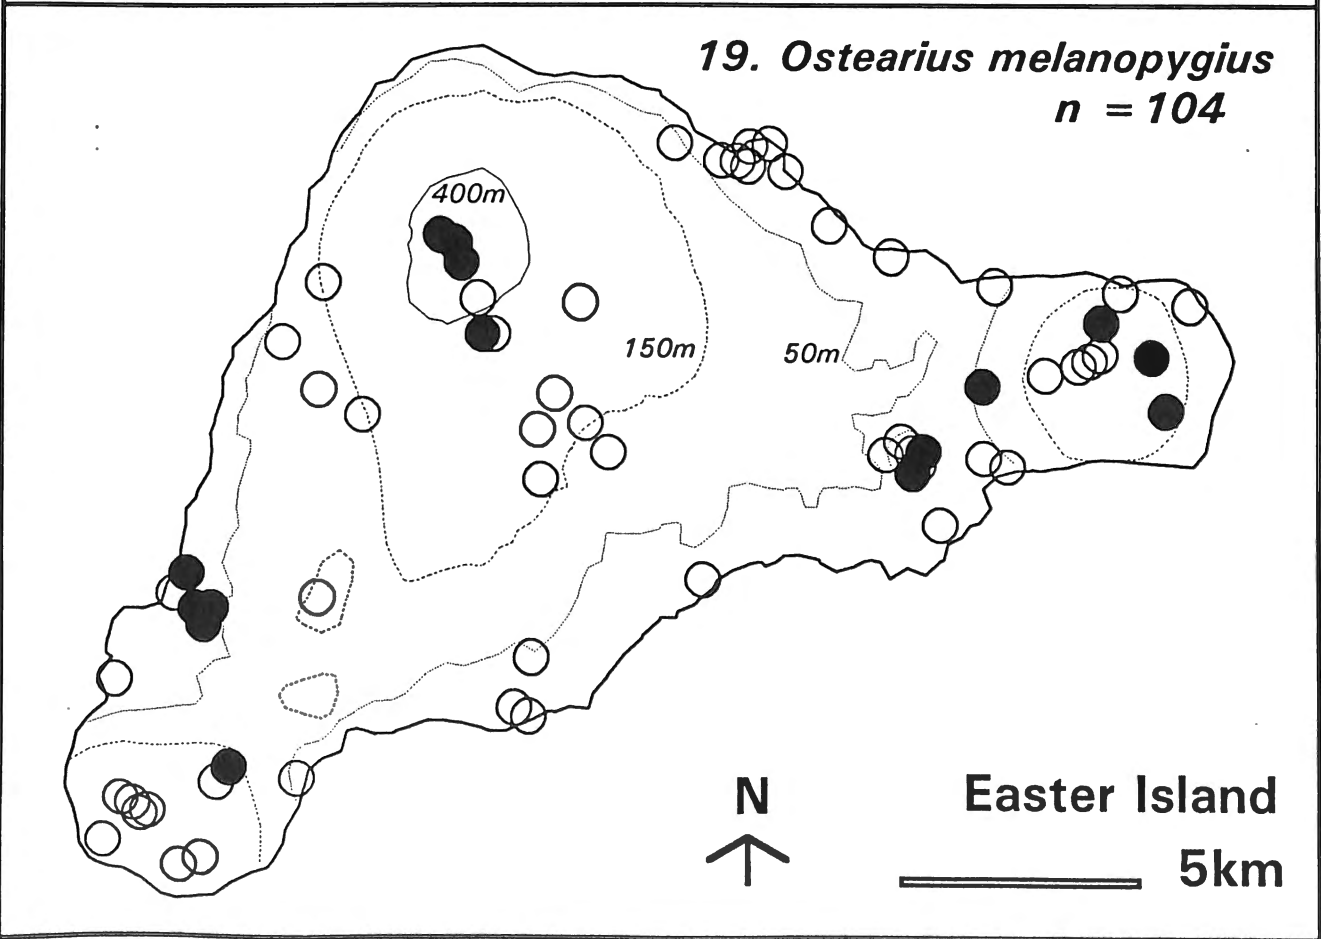 19. Ostearius melanopygius
n = 104
400m
150m
50m
N
Easter Island
5km